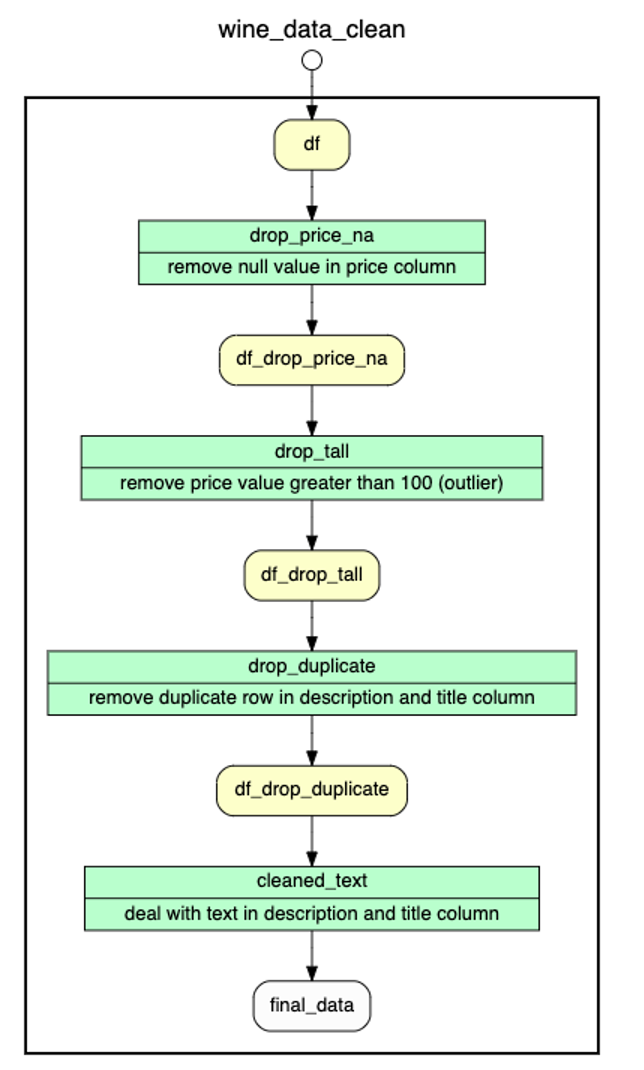 wine_data_clean
df
drop_price_na
remove null value in price column
df_drop_price_na
drop_tall
remove price value greater than 100 (outlier)
df_drop_tall
drop_duplicate
remove duplicate row in description and title column
df_drop_duplicate
cleaned_text
deal with text in description and title column
final_data